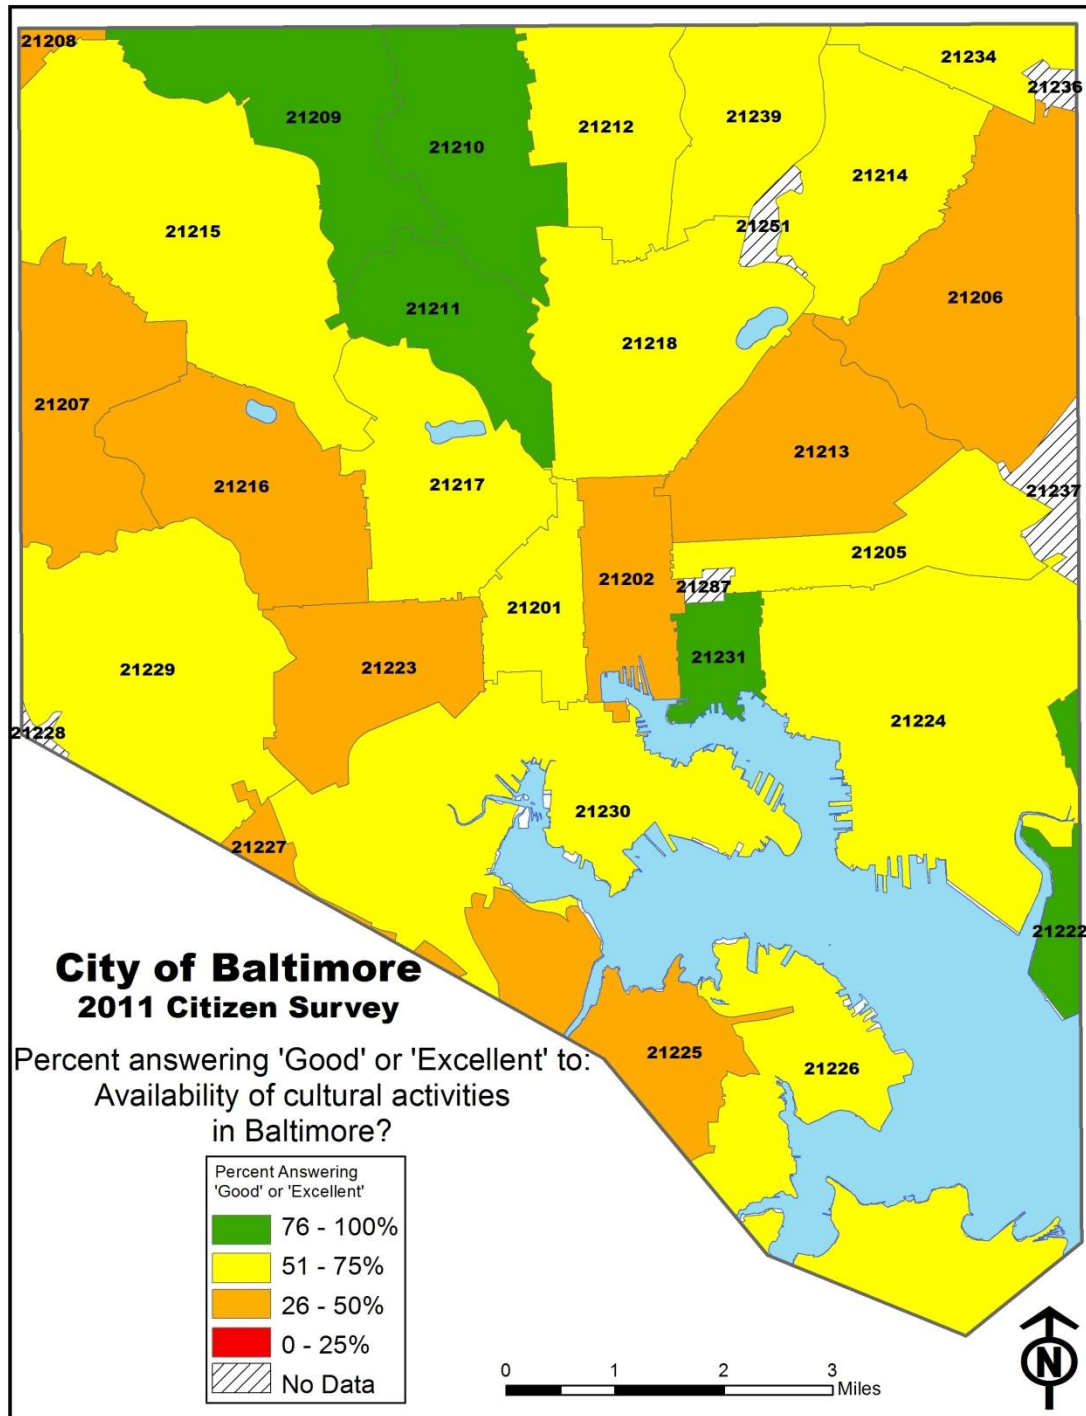 21208
21234
21236
21209
21212
21239
21210
21214
21251
21215
21206
21211
21218
21207
21213
21216
21217
21237
21205
21202
21287
21201
21231
21223
21229
21224
21228
21230
21227
21222
City of Baltimore
2011 Citizen Survey
21225
21226
Percent answering 'Good' or 'Excellent' to:
Availability of cultural activities
in Baltimore?
Percent Answering
'Good' or 'Excellent'
76 - 100%
51 - 75%
26 - 50%
0 - 25%
No Data
0 1 2 3
Miles
N